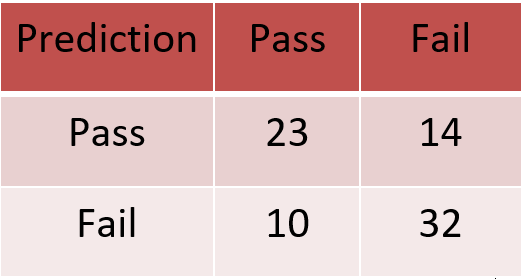 Prediction Pass Fail
Pass 23 14
Fail 10 32